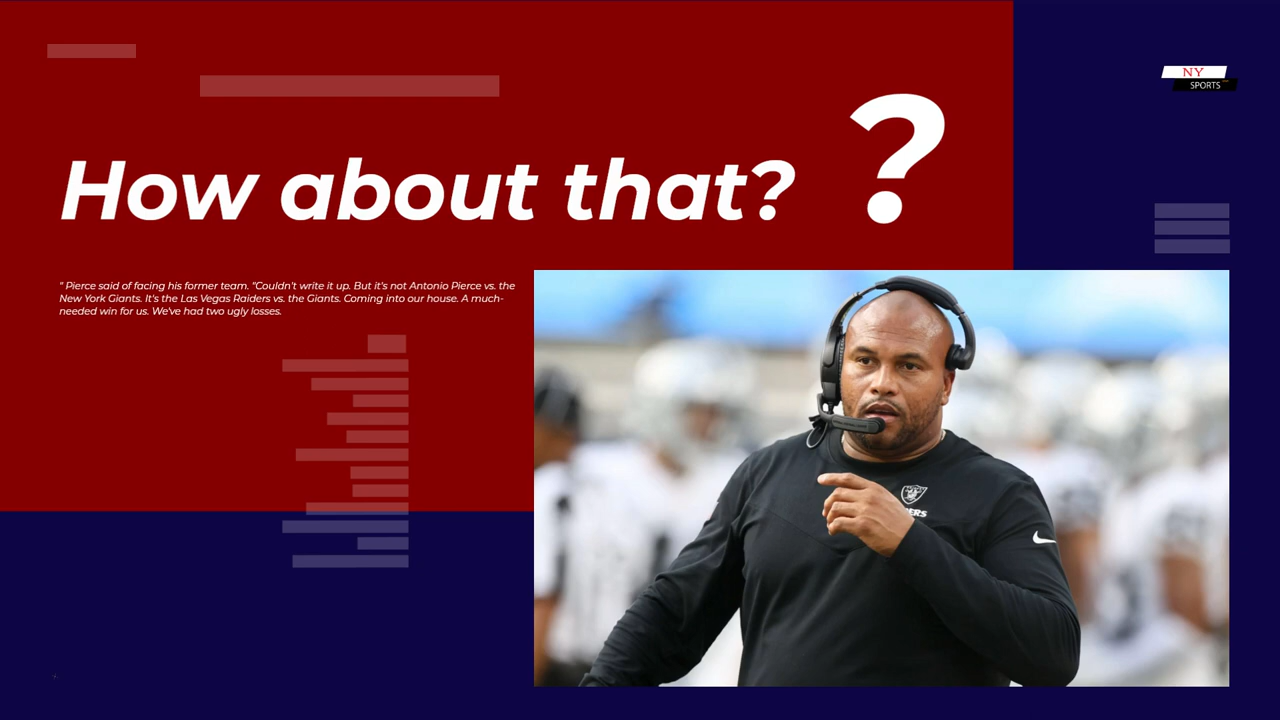 NY
SPORTS
How about that? ?
" Pierce said of facing his former team. "Couldn't write it up. But it's not Antonio Pierce vs. the
New York Giants. It's the Las Vegas Raiders vs. the Giants. Coming into our house. A much-
needed win for us. We've had two ugly losses.